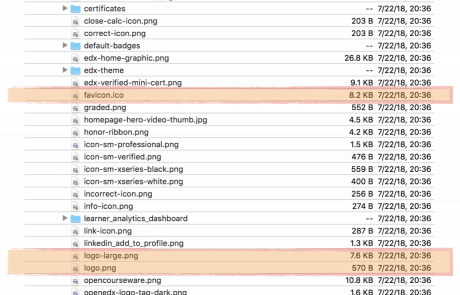 certificates -- 7/22/18, 20:36
close-calc-icon.png 203 B 7/22/18, 20:36
correct-icon.png 203 B 7/22/18, 20:36
default-badges -- 7/22/18, 20:36
edx-home-graphic.png 26.8 KB 7/22/18, 20:36
edx-theme -- 7/22/18, 20:36
edx-verified-mini-cert.png 9.1 KB 7/22/18, 20:36
favicon.ico 8.2 KB 7/22/18, 20:36
graded.png 552 B 7/22/18, 20:36
homepage-hero-video-thumb.jpg 4.5 KB 7/22/18, 20:36
honor-ribbon.png 4.2 KB 7/22/18, 20:36
icon-sm-professional.png 1.5 KB 7/22/18, 20:36
icon-sm-verified.png 476 B 7/22/18, 20:36
icon-sm-xseries-black.png 559 B 7/22/18, 20:36
icon-sm-xseries-white.png 400 B 7/22/18, 20:36
incorrect-icon.png 256 B 7/22/18, 20:36
info-icon.png 274 B 7/22/18, 20:36
learner_analytics_dashboard -- 7/22/18, 20:36
link-icon.png 287 B 7/22/18, 20:36
linkedin_add_to_profile.png 1.3 KB 7/22/18, 20:36
logo-large.png 7.6 KB 7/22/18, 20:36
logo.png 570 B 7/22/18, 20:36
opencourseware.png 10.8 KB 7/22/18, 20:36
openedx-logo-tag-dark.png 1.6 KB 7/22/18, 20:36